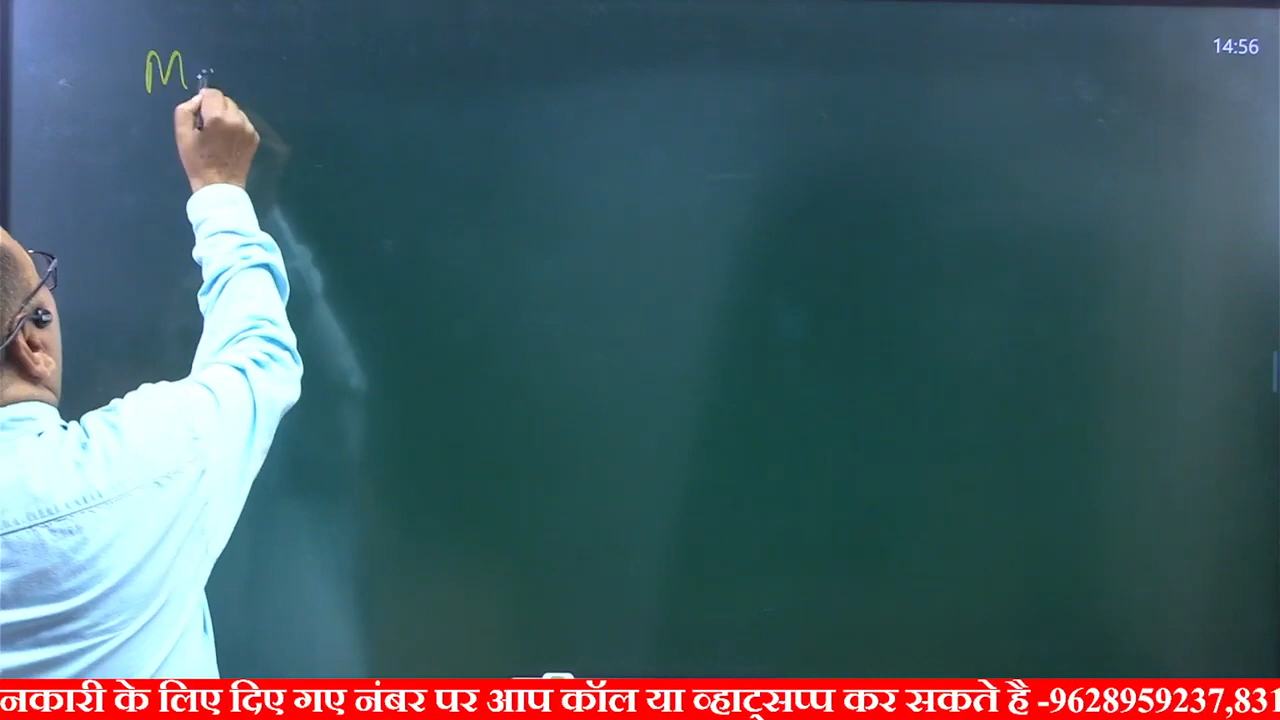 14:56
M
नकारी के लिए दिए गए नंबर पर आप कॉल या व्हाट्सप्प कर सकते है -9628959237,831